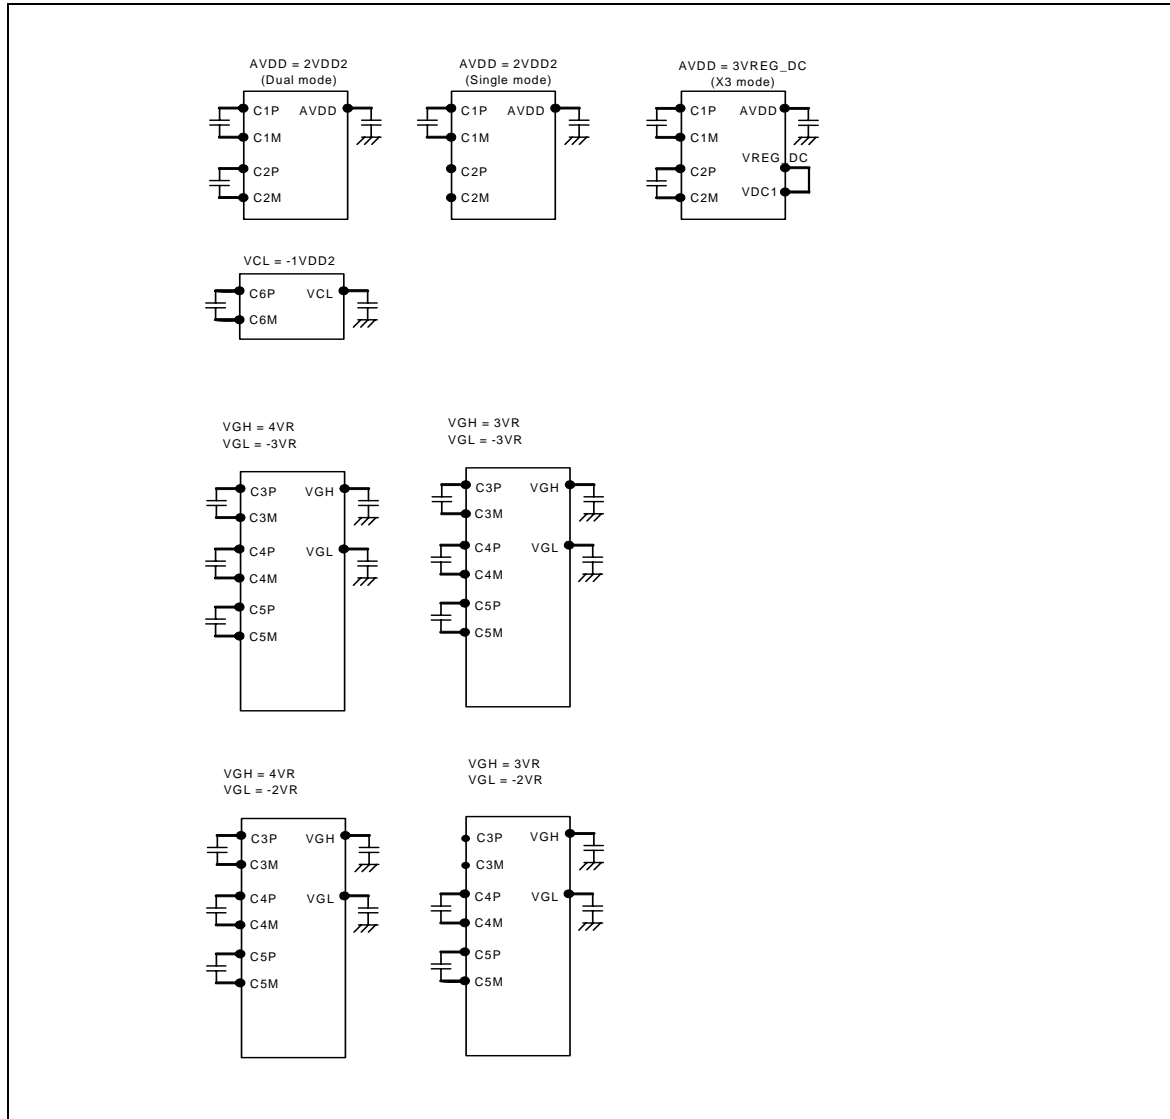 AVDD = 2VDD2
(Dual mode)
C1P AVDD
C1M
C2P
C2M
AVDD = 2VDD2
(Single mode)
C1P AVDD
C1M
C2P
C2M
AVDD = 3VREG_DC
(X3 mode)
C1P AVDD
C1M
VREG_DC
C2P
VDC1
C2M
VCL = -1VDD2
C6P VCL
C6M
VGH = 4VR
VGL = -3VR
C3P VGH
C3M
C4P VGL
C4M
C5P
C5M
VGH = 3VR
VGL = -3VR
C3P VGH
C3M
C4P VGL
C4M
C5P
C5M
VGH = 4VR
VGL = -2VR
C3P VGH
C3M
C4P VGL
C4M
C5P
C5M
VGH = 3VR
VGL = -2VR
C3P VGH
C3M
C4P VGL
C4M
C5P
C5M